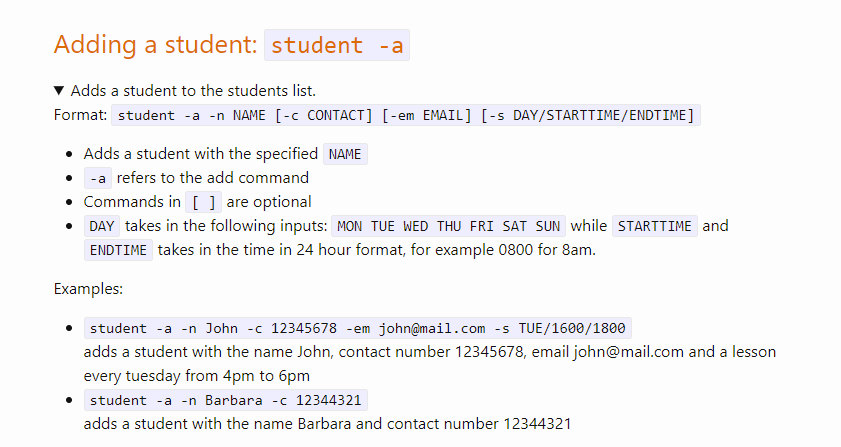 Adding a student: student -a
▼ Adds a student to the students list.
Format: student -a -n NAME [-c CONTACT] [-em EMAIL] [-s DAY/STARTTIME/ENDTIME]
• Adds a student with the specified NAME
• -a refers to the add command
• Commands in [ ] are optional
• DAY takes in the following inputs: MON TUE WED THU FRI SAT SUN while STARTTIME and
ENDTIME takes in the time in 24 hour format, for example 0800 for 8am.
Examples:
• student -a -n John -c 12345678 -em john@mail.com -s TUE/1600/1800
adds a student with the name John, contact number 12345678, email john@mail.com and a lesson
every tuesday from 4pm to 6pm
• student -a -n Barbara -c 12344321
adds a student with the name Barbara and contact number 12344321